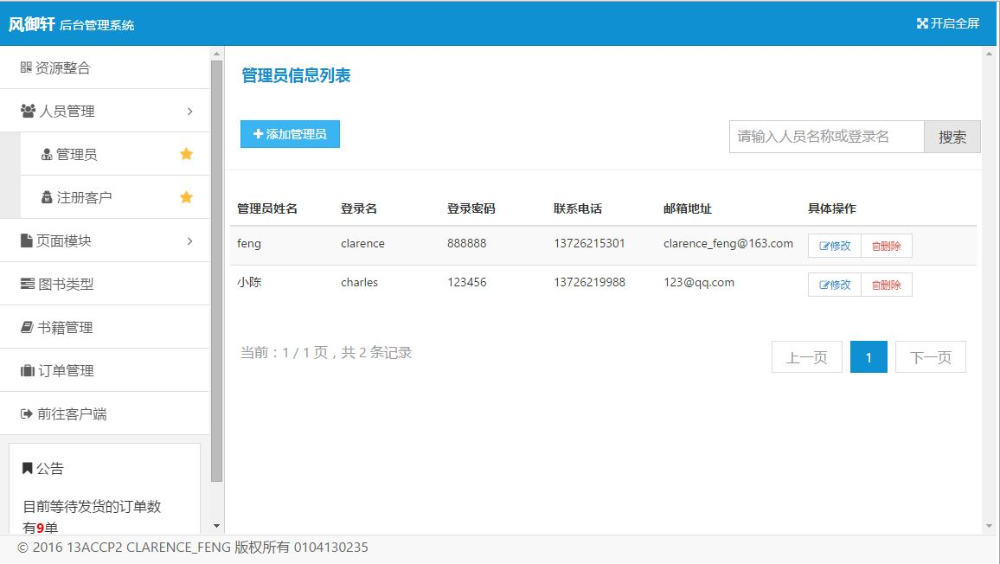 风御轩 后台管理系统
开启全屏
资源整合
人员管理
管理员
注册客户
页面模块
图书类型
书籍管理
订单管理
前往客户端
公告
目前等待发货的订单数
有9单
管理员信息列表
添加管理员
请输入人员名称或登录名 搜索
管理员姓名 登录名 登录密码 联系电话 邮箱地址 具体操作
feng clarence 888888 13726215301 clarence_feng@163.com 修改 删除
小陈 charles 123456 13726219988 123@qq.com 修改 删除
当前：1 / 1 页，共 2 条记录
上一页 1 下一页
© 2016 13ACCP2 CLARENCE_FENG 版权所有 0104130235